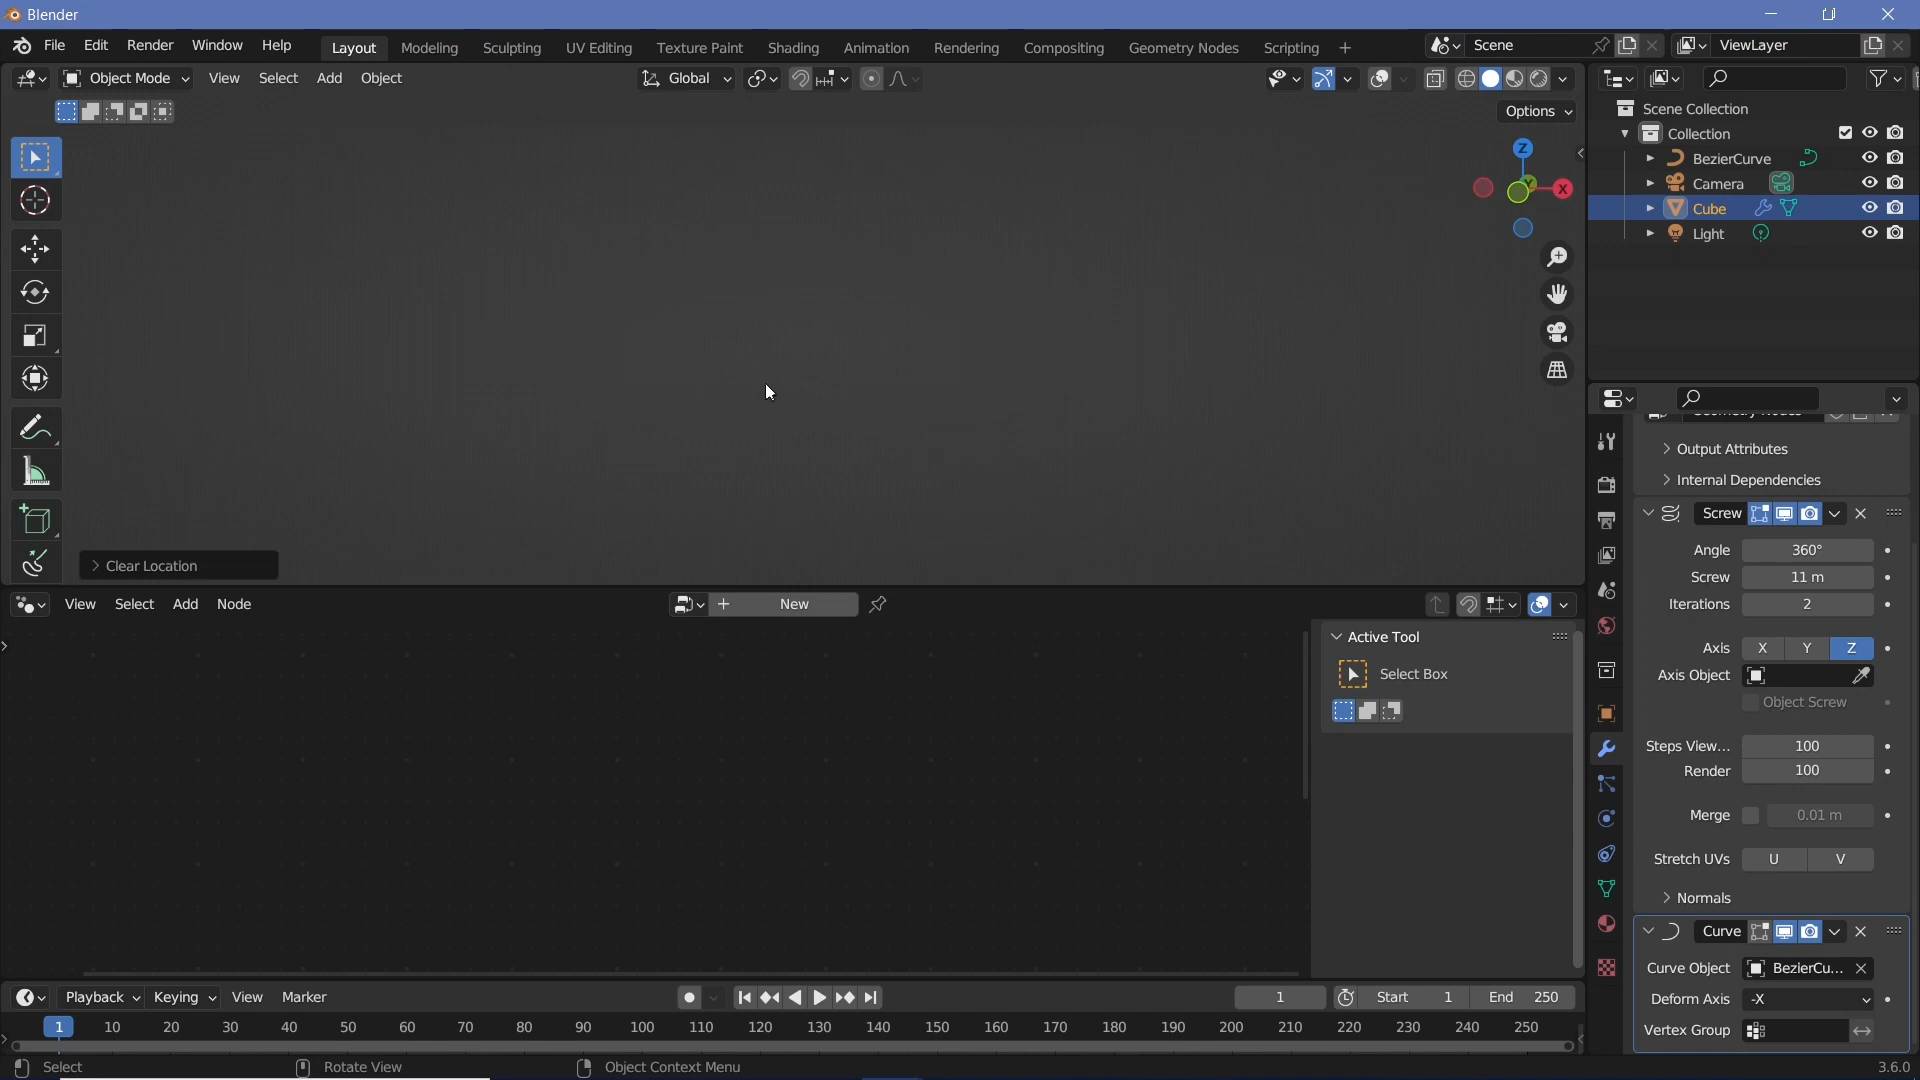 Blender
File Edit Render Window Help Layout Modeling Sculpting UV Editing Texture Paint Shading Animation Rendering Compositing Geometry Nodes Scripting + Scene ViewLayer
Object Mode View Select Add Object Global
Options
Z
X
Clear Location
Scene Collection
Collection
BezierCurve
Camera
Cube
Light
Output Attributes
Internal Dependencies
Screw
Angle 360°
Screw 11 m
Iterations 2
Axis X Y Z
Axis Object
Object Screw
Steps View... 100
Render 100
Merge 0.01 m
Stretch UVs U V
Normals
Curve
Curve Object BezierCu...
Deform Axis -X
Vertex Group
View Select Add Node + New
Active Tool
Select Box
Playback Keying View Marker 1 Start 1 End 250
1 10 20 30 40 50 60 70 80 90 100 110 120 130 140 150 160 170 180 190 200 210 220 230 240 250
Select Rotate View Object Context Menu 3.6.0